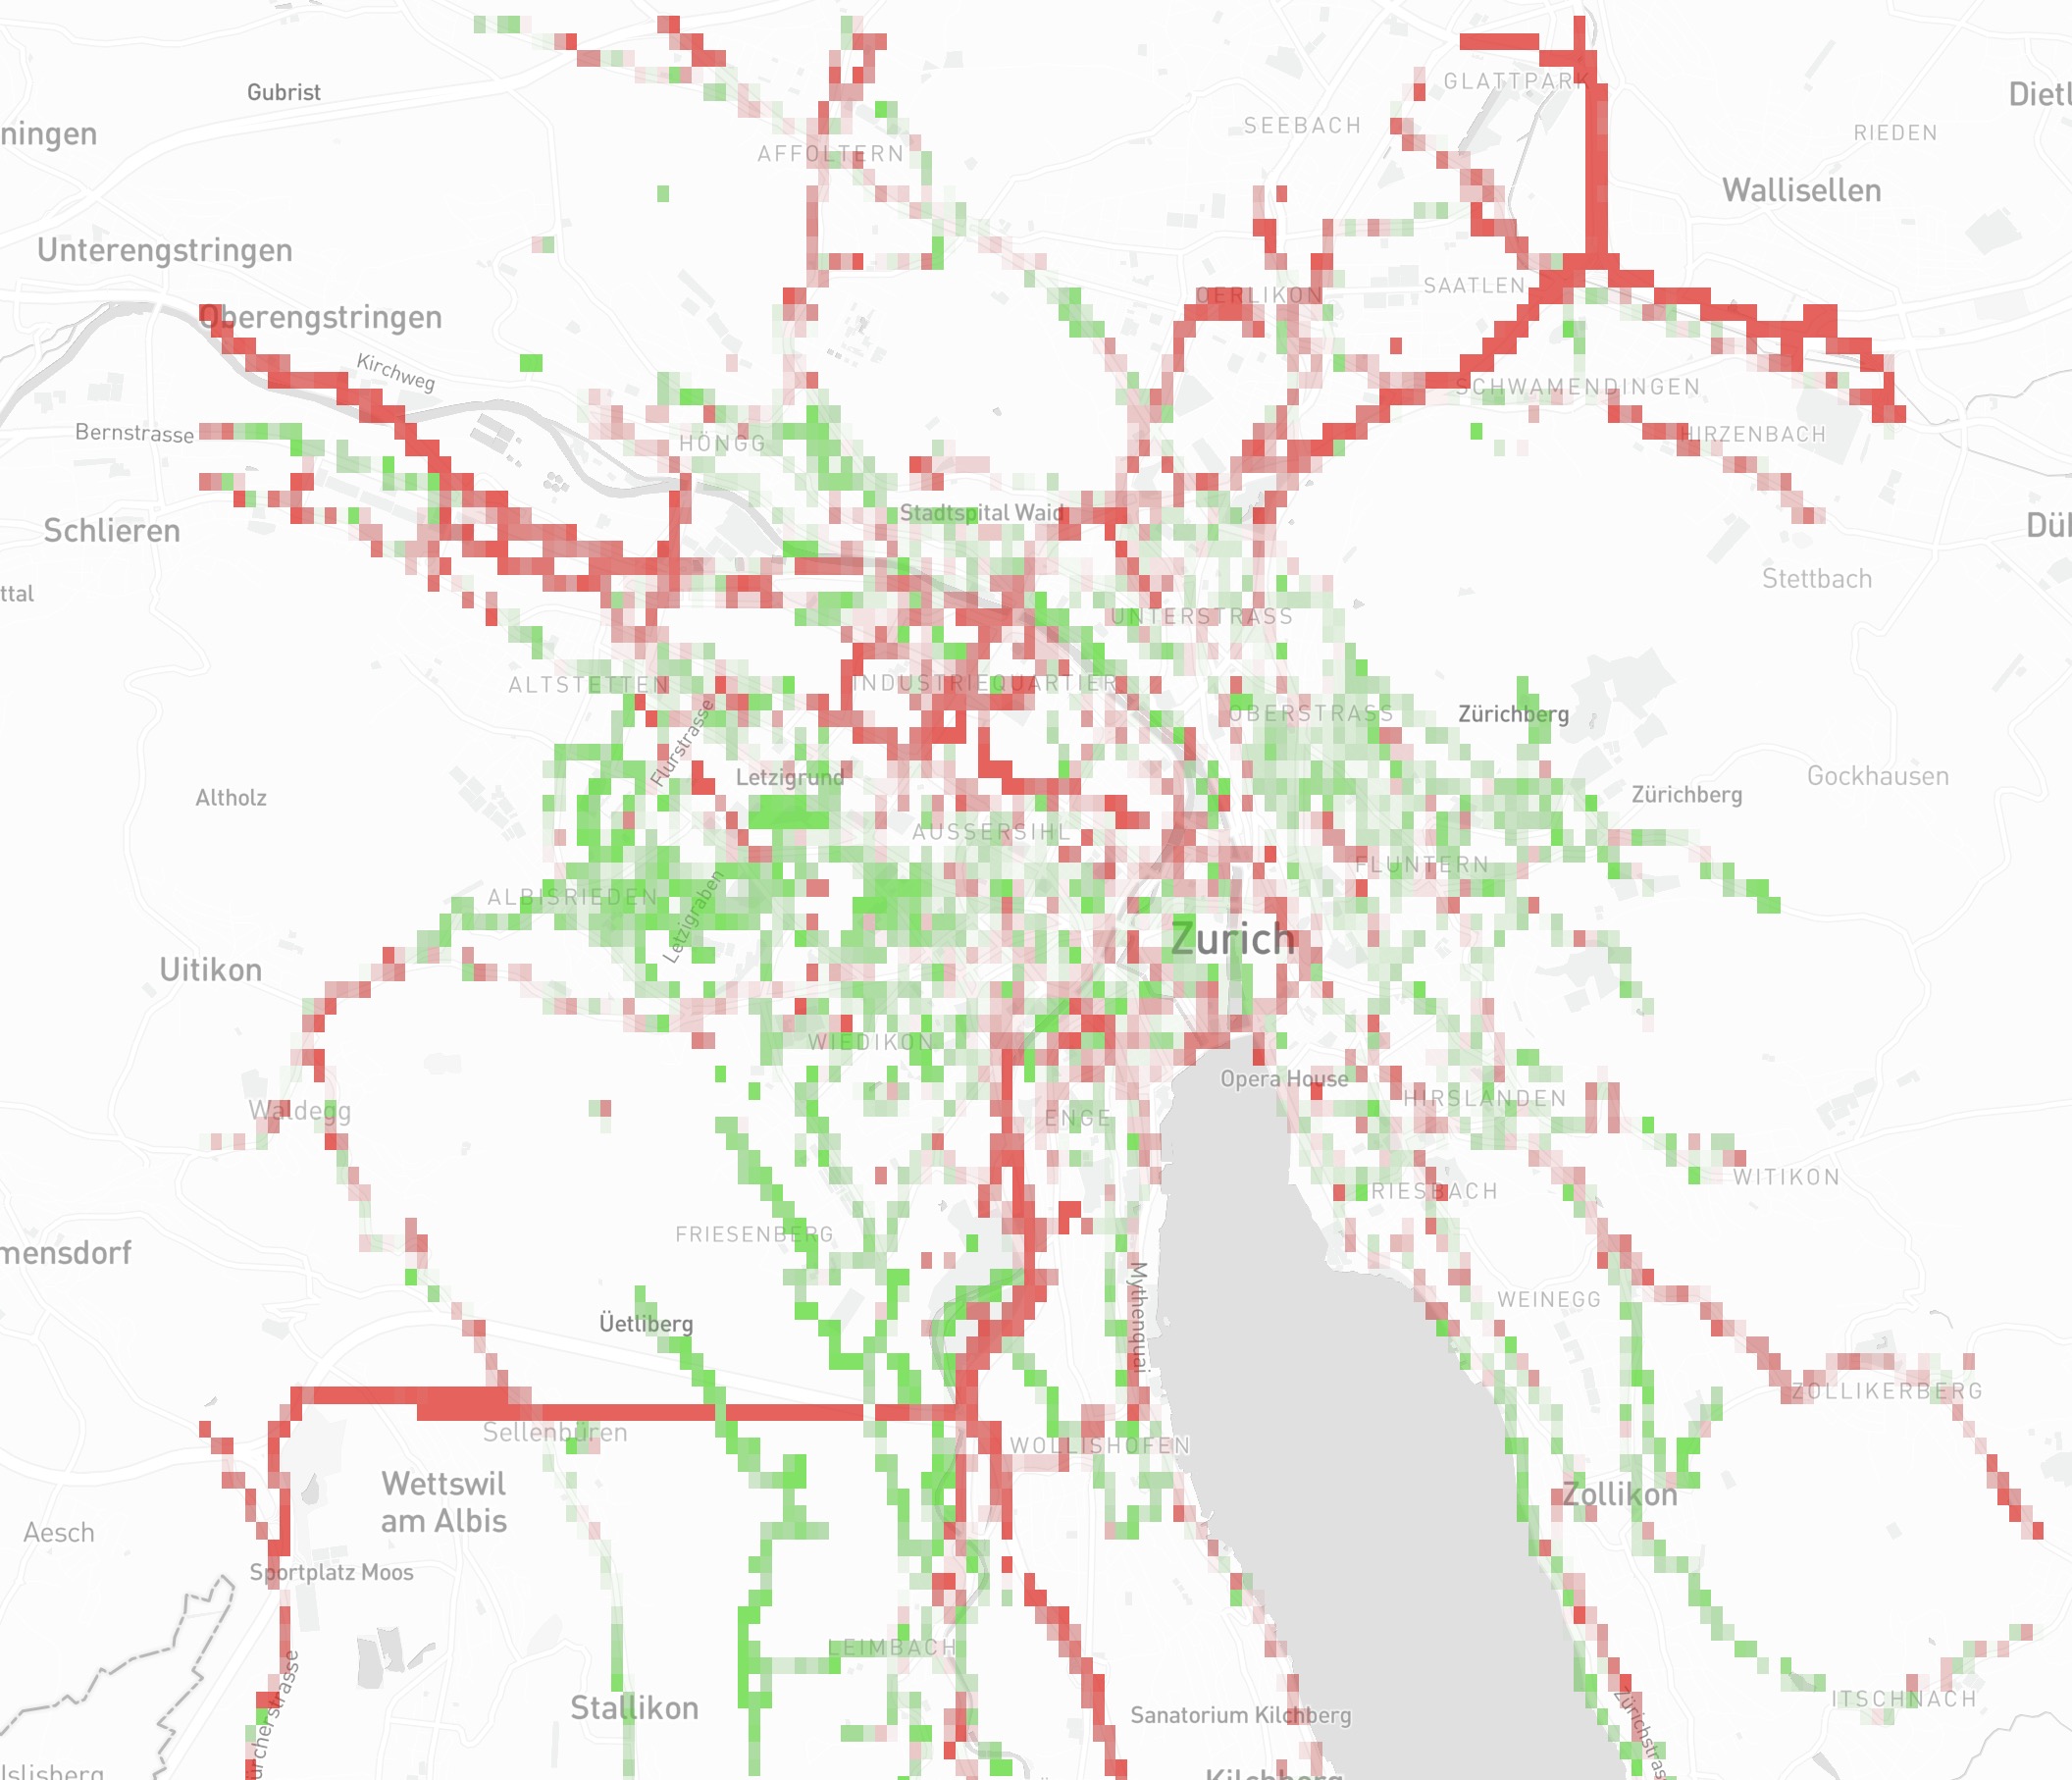 GLATTPARK
Gubrist
Dietl
ningen
SEEBACH
RIEDEN
AFFOLTERN
Wallisellen
Unterengstringen
OERLIKON
SAATLEN
Oberengstringen
Kirchweg
SCHWAMENDINGEN
Bernstrasse
HÖNGG
HIRZENBACH
Stadtspital Waid
Schlieren
Dül
Stettbach
ttal
UNTERSTRASS
ALTSTETTEN
INDUSTRIEQUARTIER
OBERSTRASS
Zürichberg
Flurstrasse
Letzigrund
Gockhausen
Altholz
Zürichberg
AUSSERSIHL
FLUNTERN
ALBISRIEDEN
Letzigraben
Zurich
Uitikon
WIEDIKON
Opera House
Waldegg
HIRSLANDEN
ENGE
WITIKON
RIESBACH
FRIESENBERG
mensdorf
Mythenquai
WEINEGG
Üetliberg
ZOLLIKERBERG
Sellenbüren
WOLLISHOFEN
Wettswil
am Albis
Zollikon
Aesch
Sportplatz Moos
LEIMBACH
Stallikon
Sanatorium Kilchberg
ITSCHNACH
ürcherstrasse
Zürichstras
Islisberg
Kilchberg